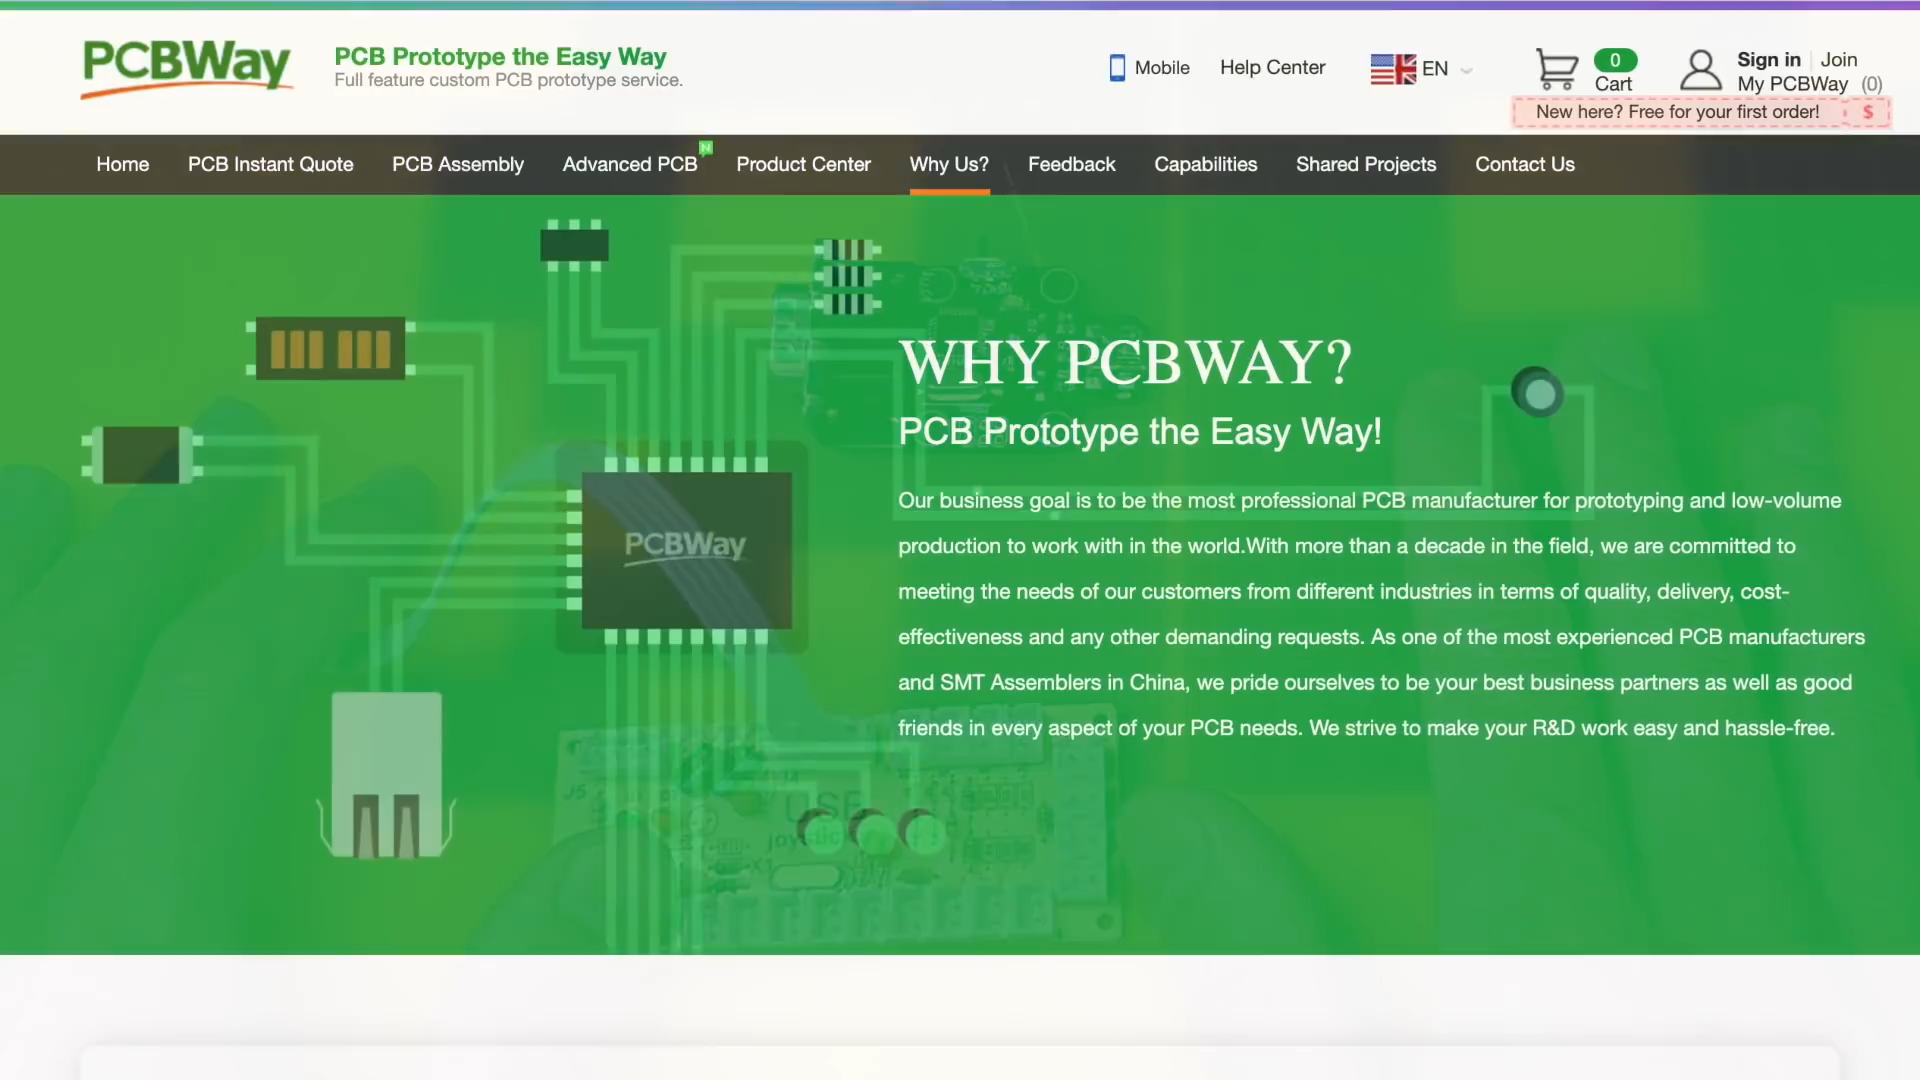 PCBWay
PCB Prototype the Easy Way
Full feature custom PCB prototype service.
Mobile
Help Center
EN
0
Cart
Sign in
Join
My PCBWay (0)
New here? Free for your first order!
$
Home
PCB Instant Quote
PCB Assembly
Advanced PCB
N
Product Center
Why Us?
Feedback
Capabilities
Shared Projects
Contact Us
WHY PCBWAY?
PCB Prototype the Easy Way!
Our business goal is to be the most professional PCB manufacturer for prototyping and low-volume
production to work with in the world.With more than a decade in the field, we are committed to
meeting the needs of our customers from different industries in terms of quality, delivery, cost-
effectiveness and any other demanding requests. As one of the most experienced PCB manufacturers
and SMT Assemblers in China, we pride ourselves to be your best business partners as well as good
friends in every aspect of your PCB needs. We strive to make your R&D work easy and hassle-free.
PCBWay
J5
USB
X1